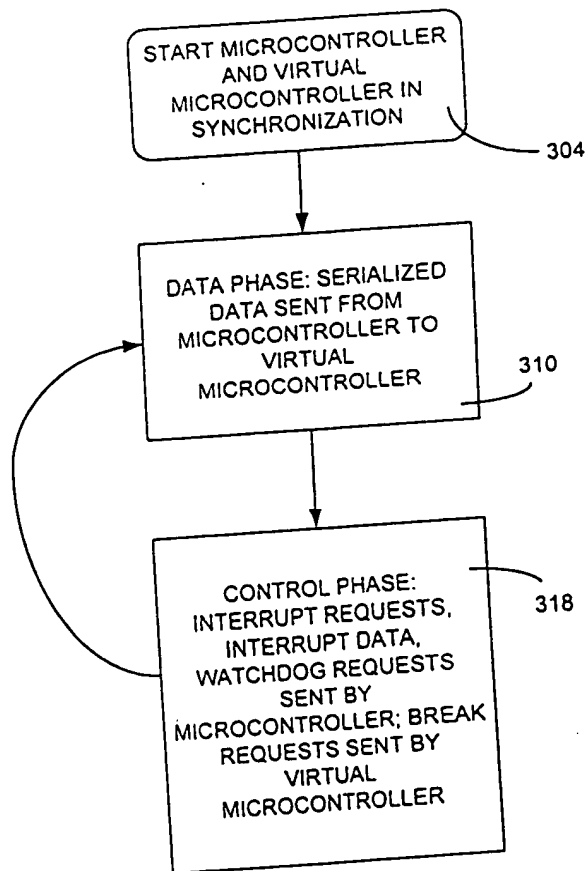 START MICROCONTROLLER
AND VIRTUAL
MICROCONTROLLER IN
SYNCHRONIZATION
304
DATA PHASE: SERIALIZED
DATA SENT FROM
MICROCONTROLLER TO
VIRTUAL
MICROCONTROLLER
310
CONTROL PHASE:
INTERRUPT REQUESTS,
INTERRUPT DATA,
WATCHDOG REQUESTS
SENT BY
MICROCONTROLLER; BREAK
REQUESTS SENT BY
VIRTUAL
MICROCONTROLLER
318